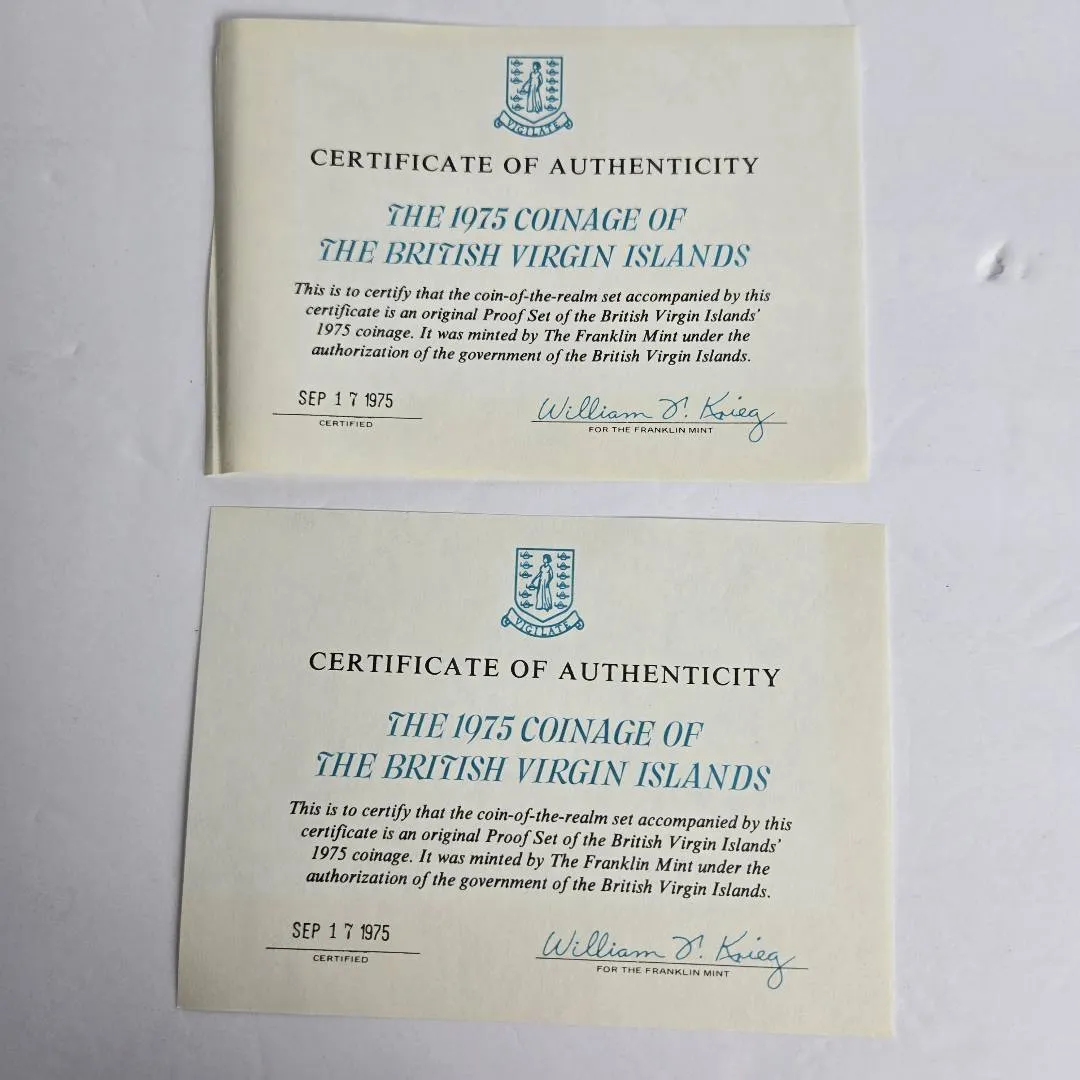 VIGILATE
CERTIFICATE OF AUTHENTICITY
THE 1975 COINAGE OF
THE BRITISH VIRGIN ISLANDS
This is to certify that the coin-of-the-realm set accompanied by this
certificate is an original Proof Set of the British Virgin Islands'
1975 coinage. It was minted by The Franklin Mint under the
authorization of the government of the British Virgin Islands.
SEP 17 1975
CERTIFIED
William T. Krieg
FOR THE FRANKLIN MINT
VIGILATE
CERTIFICATE OF AUTHENTICITY
THE 1975 COINAGE OF
THE BRITISH VIRGIN ISLANDS
This is to certify that the coin-of-the-realm set accompanied by this
certificate is an original Proof Set of the British Virgin Islands'
1975 coinage. It was minted by The Franklin Mint under the
authorization of the government of the British Virgin Islands.
SEP 17 1975
CERTIFIED
William T. Krieg
FOR THE FRANKLIN MINT